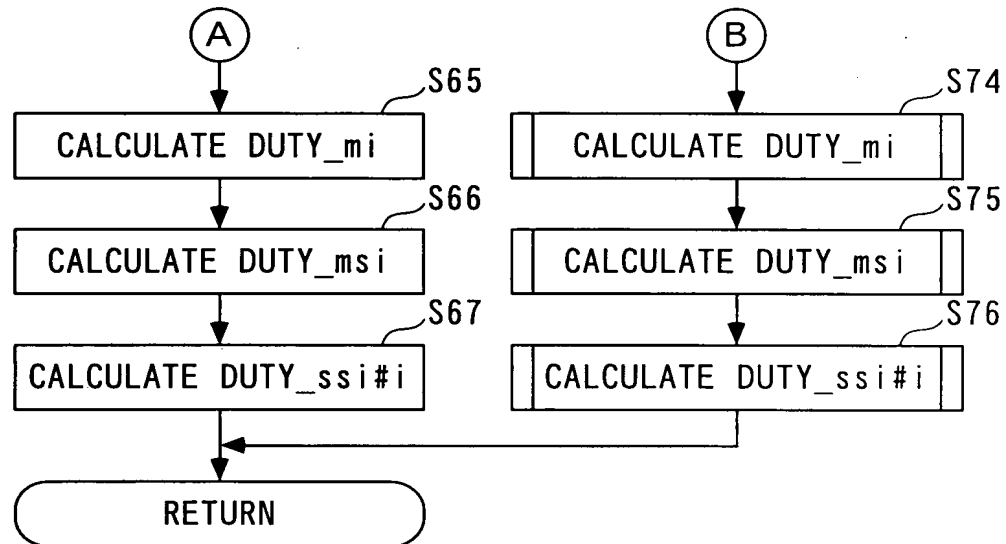 A
S65
CALCULATE DUTY_mi
S66
CALCULATE DUTY_msi
S67
CALCULATE DUTY_ssi#i
B
S74
CALCULATE DUTY_mi
S75
CALCULATE DUTY_msi
S76
CALCULATE DUTY_ssi#i
RETURN